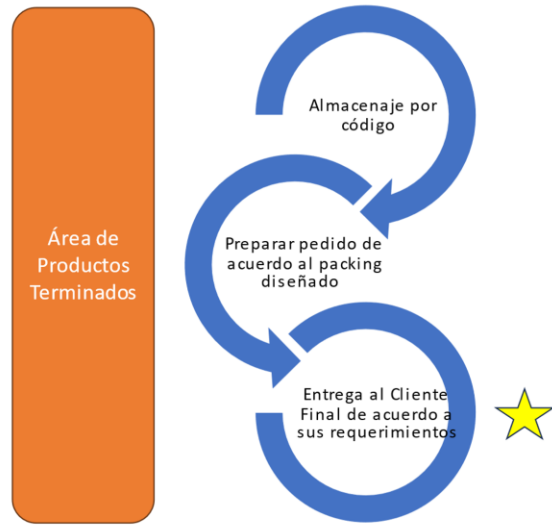 Área de
Productos
Terminados
Almacenaje por
código
Preparar pedido de
acuerdo al packing
diseñado
Entrega al Cliente
Final de acuerdo a
sus requerimientos